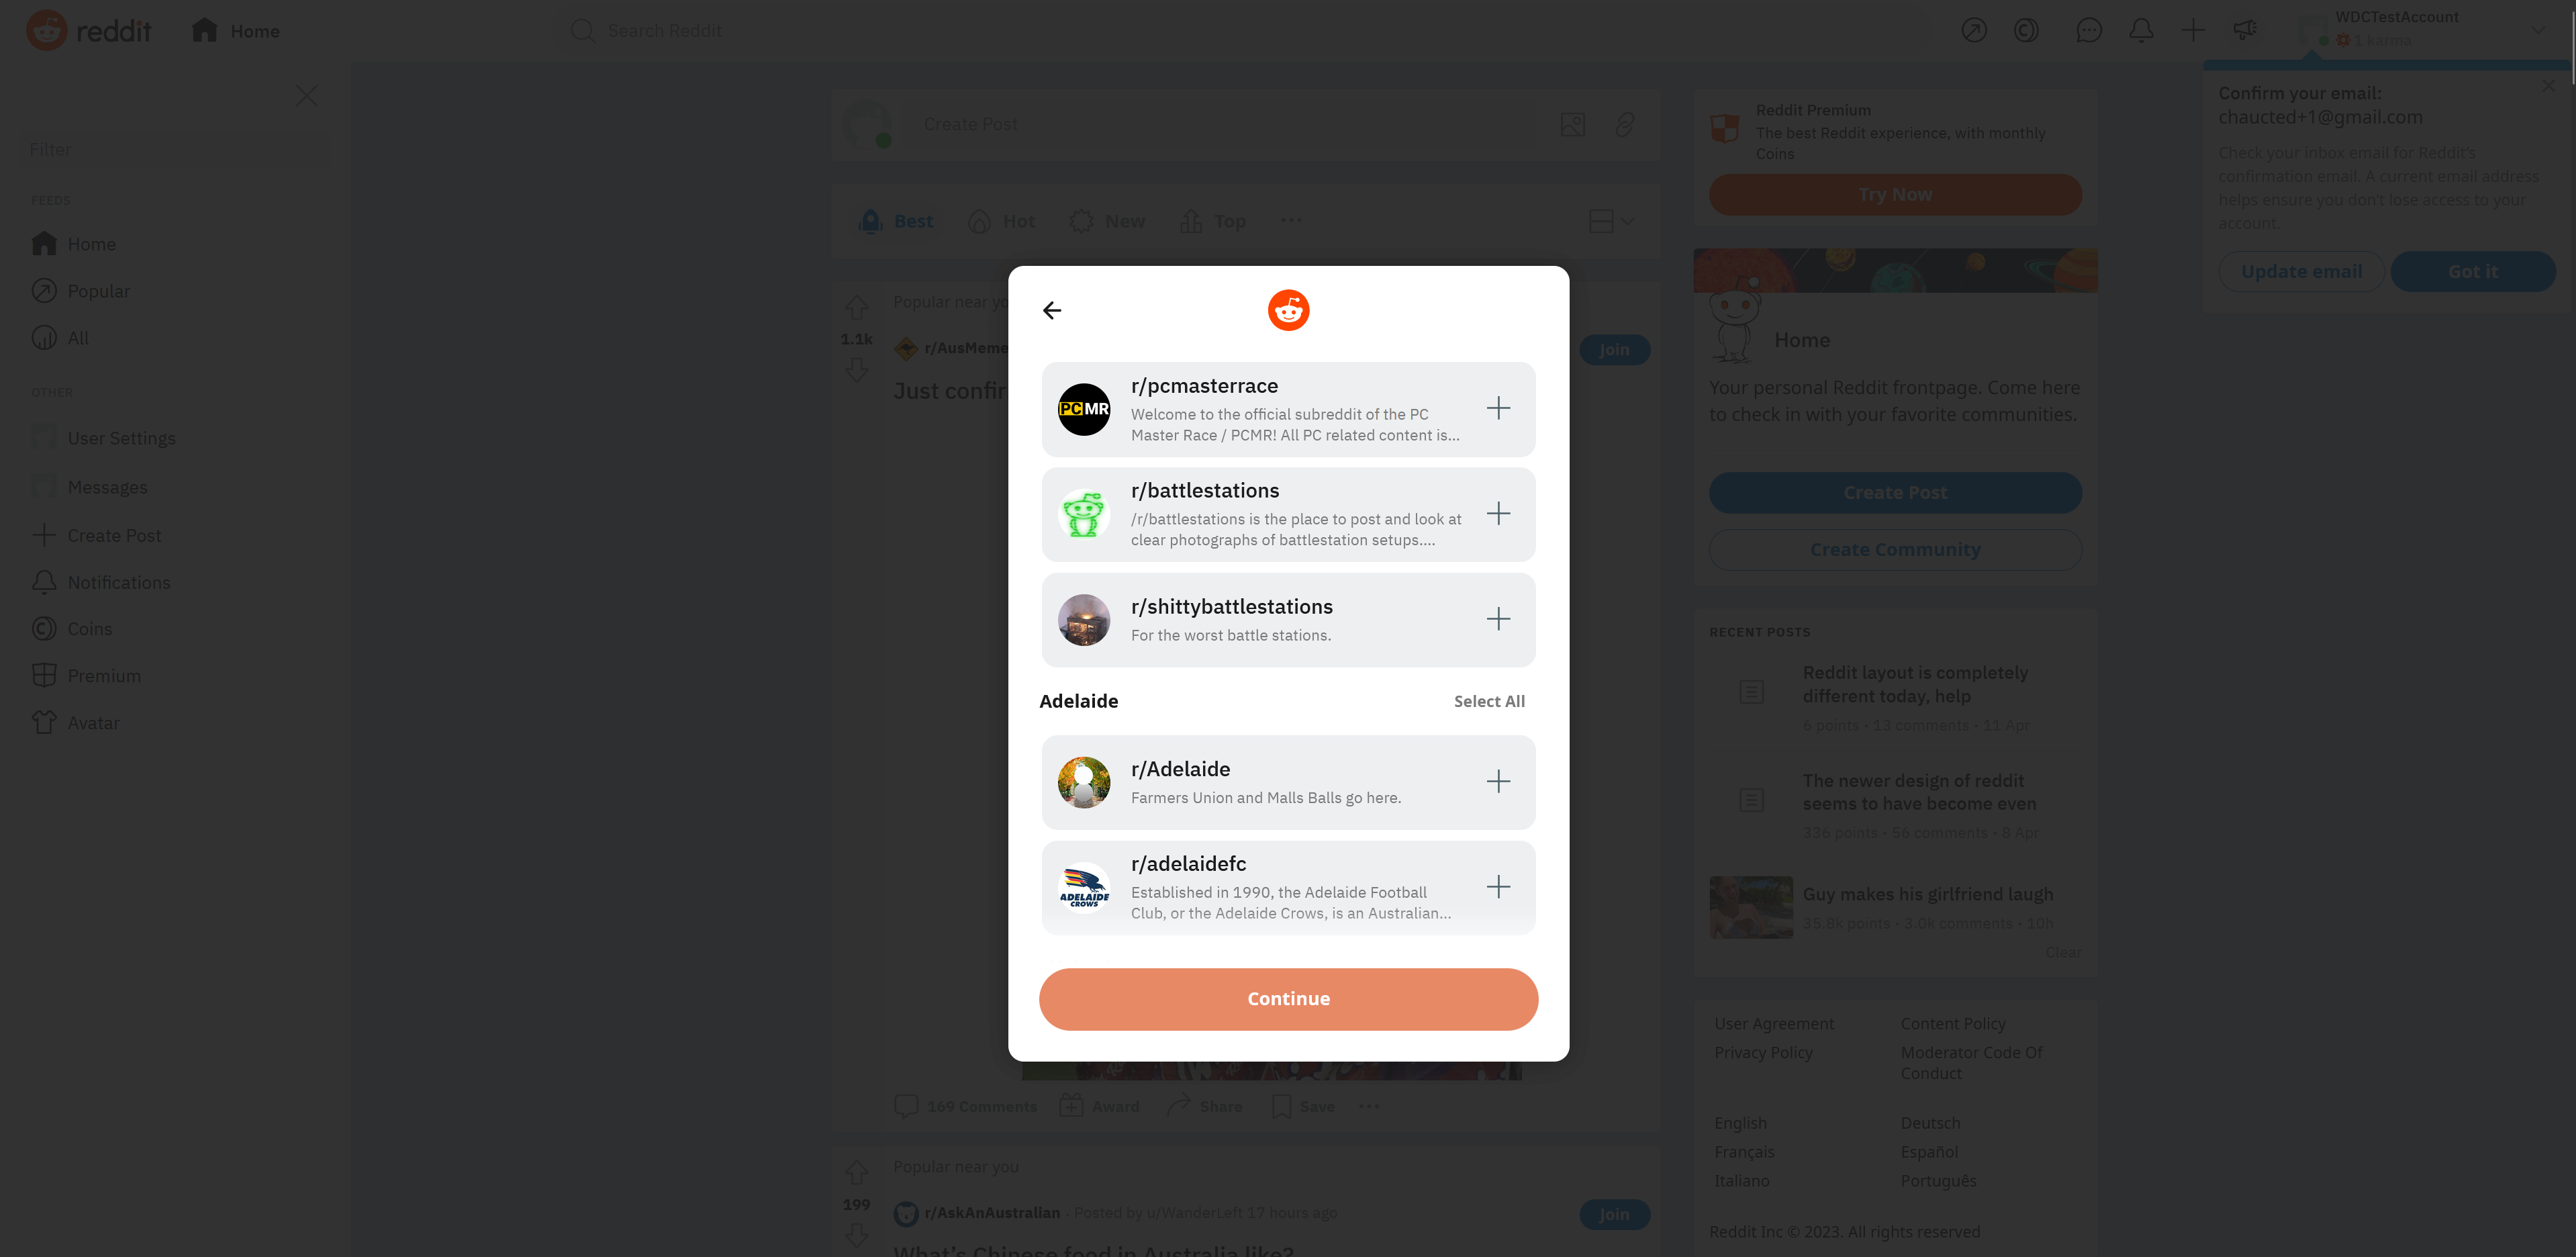 reddit
Home
Search Reddit
WDCTestAccount
1 karma
Filter
FEEDS
Home
Popular
All
OTHER
User Settings
Messages
Create Post
Notifications
Coins
Premium
Avatar
Create Post
Best
Hot
New
Top
Popular near yo
1.1k
r/AusMeme
Join
Just confir
r/pcmasterrace
Welcome to the official subreddit of the PC
Master Race / PCMR! All PC related content is...
r/battlestations
/r/battlestations is the place to post and look at
clear photographs of battlestation setups....
r/shittybattlestations
For the worst battle stations.
Adelaide
Select All
r/Adelaide
Farmers Union and Malls Balls go here.
r/adelaidefc
Established in 1990, the Adelaide Football
Club, or the Adelaide Crows, is an Australian...
Continue
PCMR
ADELAIDE
CROWS
169 Comments
Award
Share
Save
Popular near you
199
r/AskAnAustralian · Posted by u/WanderLeft 17 hours ago
Join
What's Chinese food in Australia like?
Reddit Premium
The best Reddit experience, with monthly
Coins
Try Now
Home
Your personal Reddit frontpage. Come here
to check in with your favorite communities.
Create Post
Create Community
RECENT POSTS
Reddit layout is completely
different today, help
6 points · 13 comments · 11 Apr
The newer design of reddit
seems to have become even
336 points · 56 comments · 8 Apr
Guy makes his girlfriend laugh
35.8k points · 3.0k comments · 10h
Clear
User Agreement
Content Policy
Privacy Policy
Moderator Code Of
Conduct
English
Deutsch
Français
Español
Italiano
Português
Reddit Inc © 2023. All rights reserved
Confirm your email:
chaucted+1@gmail.com
Check your inbox email for Reddit's
confirmation email. A current email address
helps ensure you don't lose access to your
account.
Update email
Got it